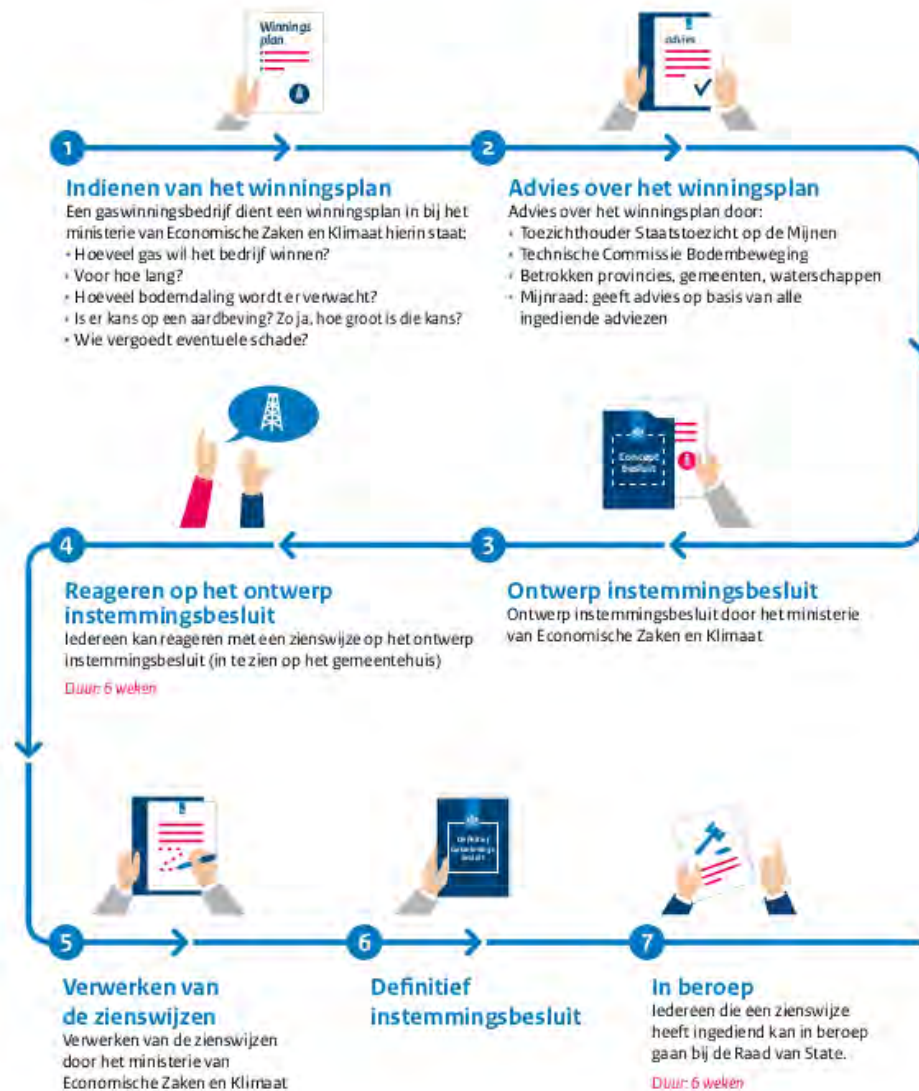 Winnings
plan
advies
1
2
Indienen van het winningsplan
Een gaswinningsbedrijf dient een winningsplan in bij het
ministerie van Economische Zaken en Klimaat hierin staat:
• Hoeveel gas wil het bedrijf winnen?
• Voor hoe lang?
• Hoeveel bodemdaling wordt er verwacht?
• Is er kans op een aardbeving? Zo ja, hoe groot is die kans?
• Wie vergoedt eventuele schade?
Advies over het winningsplan
Advies over het winningsplan door:
• Toezichthouder Staatstoezicht op de Mijnen
• Technische Commissie Bodembeweging
• Betrokken provincies, gemeenten, waterschappen
• Mijnraad: geeft advies op basis van alle
ingediende adviezen
Concept
besluit
4
3
Reageren op het ontwerp
instemmingsbesluit
Iedereen kan reageren met een zienswijze op het ontwerp
instemmingsbesluit (in te zien op het gemeentehuis)
Duur: 6 weken
Ontwerp instemmingsbesluit
Ontwerp instemmingsbesluit door het ministerie
van Economische Zaken en Klimaat
Definitief
besluit
5
6
7
Verwerken van
de zienswijzen
Verwerken van de zienswijzen
door het ministerie van
Economische Zaken en Klimaat
Definitief
instemmingsbesluit
In beroep
Iedereen die een zienswijze
heeft ingediend kan in beroep
gaan bij de Raad van State.
Duur: 6 weken